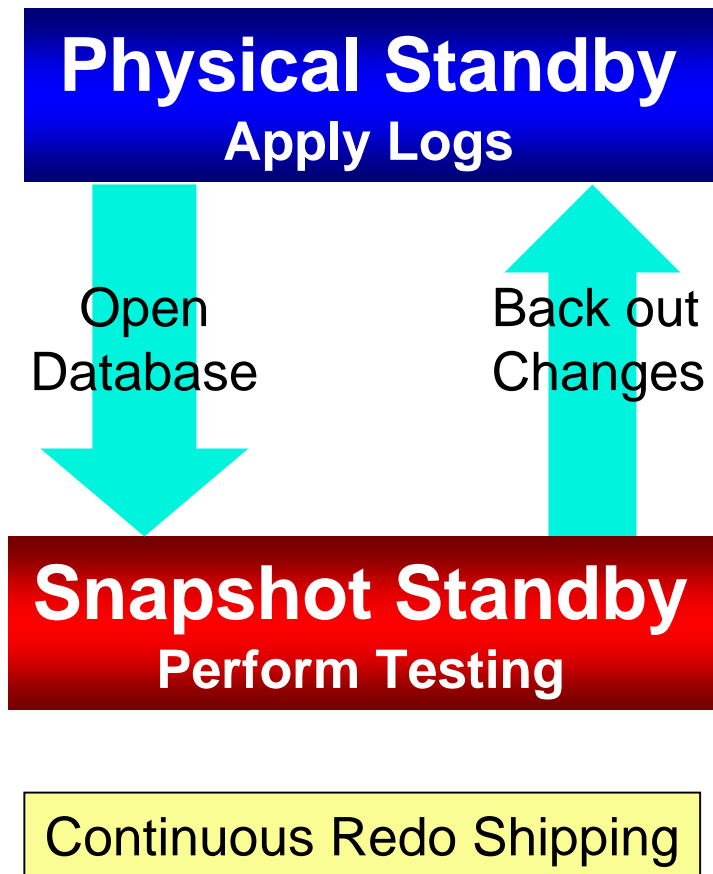 Physical Standby
Apply Logs
Open
Database
Back out
Changes
Snapshot Standby
Perform Testing
Continuous Redo Shipping